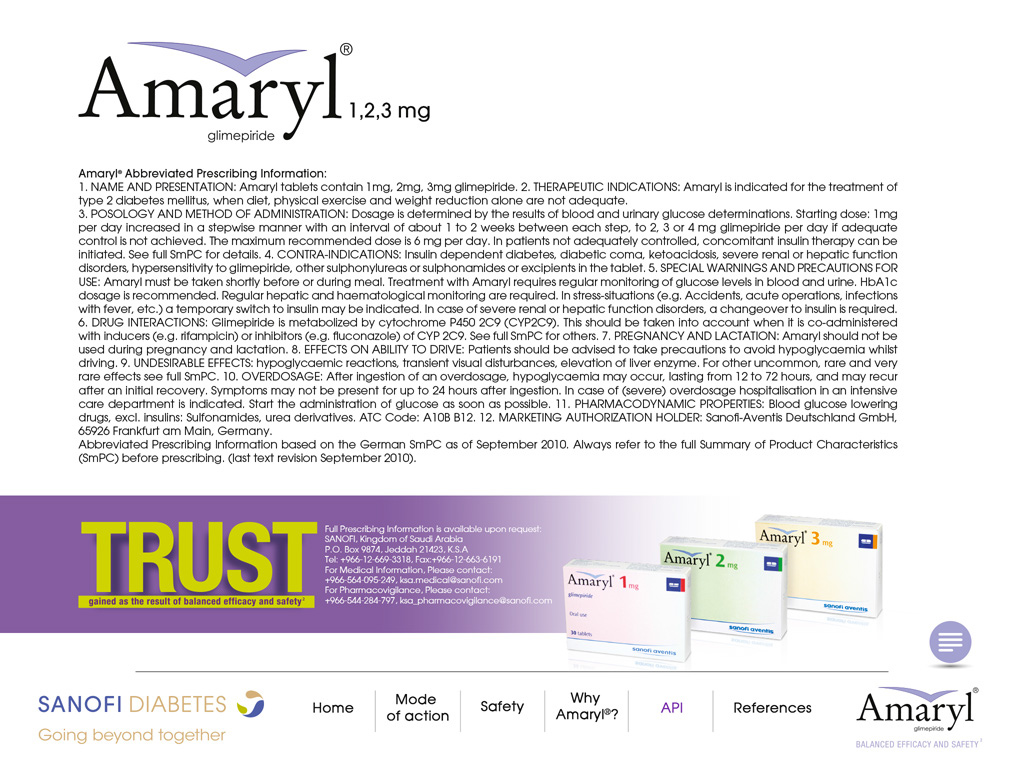 Amaryl®
1,2,3 mg
glimepiride
Amaryl® Abbreviated Prescribing Information:
1. NAME AND PRESENTATION: Amaryl tablets contain 1mg, 2mg, 3mg glimepiride. 2. THERAPEUTIC INDICATIONS: Amaryl is indicated for the treatment of
type 2 diabetes mellitus, when diet, physical exercise and weight reduction alone are not adequate.
3. POSOLOGY AND METHOD OF ADMINISTRATION: Dosage is determined by the results of blood and urinary glucose determinations. Starting dose: 1mg
per day increased in a stepwise manner with an interval of about 1 to 2 weeks between each step, to 2, 3 or 4 mg glimepiride per day if adequate
control is not achieved. The maximum recommended dose is 6 mg per day. In patients not adequately controlled, concomitant insulin therapy can be
initiated. See full SmPC for details. 4. CONTRA-INDICATIONS: Insulin dependent diabetes, diabetic coma, ketoacidosis, severe renal or hepatic function
disorders, hypersensitivity to glimepiride, other sulphonylureas or sulphonamides or excipients in the tablet. 5. SPECIAL WARNINGS AND PRECAUTIONS FOR
USE: Amaryl must be taken shortly before or during meal. Treatment with Amaryl requires regular monitoring of glucose levels in blood and urine. HbA1c
dosage is recommended. Regular hepatic and haematological monitoring are required. In stress-situations (e.g. Accidents, acute operations, infections
with fever, etc.) a temporary switch to insulin may be indicated. In case of severe renal or hepatic function disorders, a changeover to insulin is required.
6. DRUG INTERACTIONS: Glimepiride is metabolized by cytochrome P450 2C9 (CYP2C9). This should be taken into account when it is co-administered
with inducers (e.g. rifampicin) or inhibitors (e.g. fluconazole) of CYP 2C9. See full SmPC for others. 7. PREGNANCY AND LACTATION: Amaryl should not be
used during pregnancy and lactation. 8. EFFECTS ON ABILITY TO DRIVE: Patients should be advised to take precautions to avoid hypoglycaemia whilst
driving. 9. UNDESIRABLE EFFECTS: hypoglycaemic reactions, transient visual disturbances, elevation of liver enzyme. For other uncommon, rare and very
rare effects see full SmPC. 10. OVERDOSAGE: After ingestion of an overdosage, hypoglycaemia may occur, lasting from 12 to 72 hours, and may recur
after an initial recovery. Symptoms may not be present for up to 24 hours after ingestion. In case of (severe) overdosage hospitalisation in an intensive
care department is indicated. Start the administration of glucose as soon as possible. 11. PHARMACODYNAMIC PROPERTIES: Blood glucose lowering
drugs, excl. insulins: Sulfonamides, urea derivatives. ATC Code: A10B B12. 12. MARKETING AUTHORIZATION HOLDER: Sanofi-Aventis Deutschland GmbH,
65926 Frankfurt am Main, Germany.
Abbreviated Prescribing Information based on the German SmPC as of September 2010. Always refer to the full Summary of Product Characteristics
(SmPC) before prescribing. (last text revision September 2010).
TRUST
gained as the result of balanced efficacy and safety¹
Full Prescribing Information is available upon request:
SANOFI, Kingdom of Saudi Arabia
P.O. Box 9874, Jeddah 21423, K.S.A
Tel: +966-12-669-3318, Fax:+966-12-663-6191
For Medical Information, Please contact:
+966-564-095-249, ksa.medical@sanofi.com
For Pharmacovigilance, Please contact:
+966-544-284-797, ksa_pharmacovigilance@sanofi.com
Amaryl® 1 mg
glimepiride
Oral use
30 tablets
sanofi aventis
Amaryl® 2 mg
sanofi aventis
Amaryl® 3 mg
sanofi aventis
SANOFI DIABETES
Going beyond together
Home
Mode
of action
Safety
Why
Amaryl®?
API
References
Amaryl®
glimepiride
BALANCED EFFICACY AND SAFETY¹